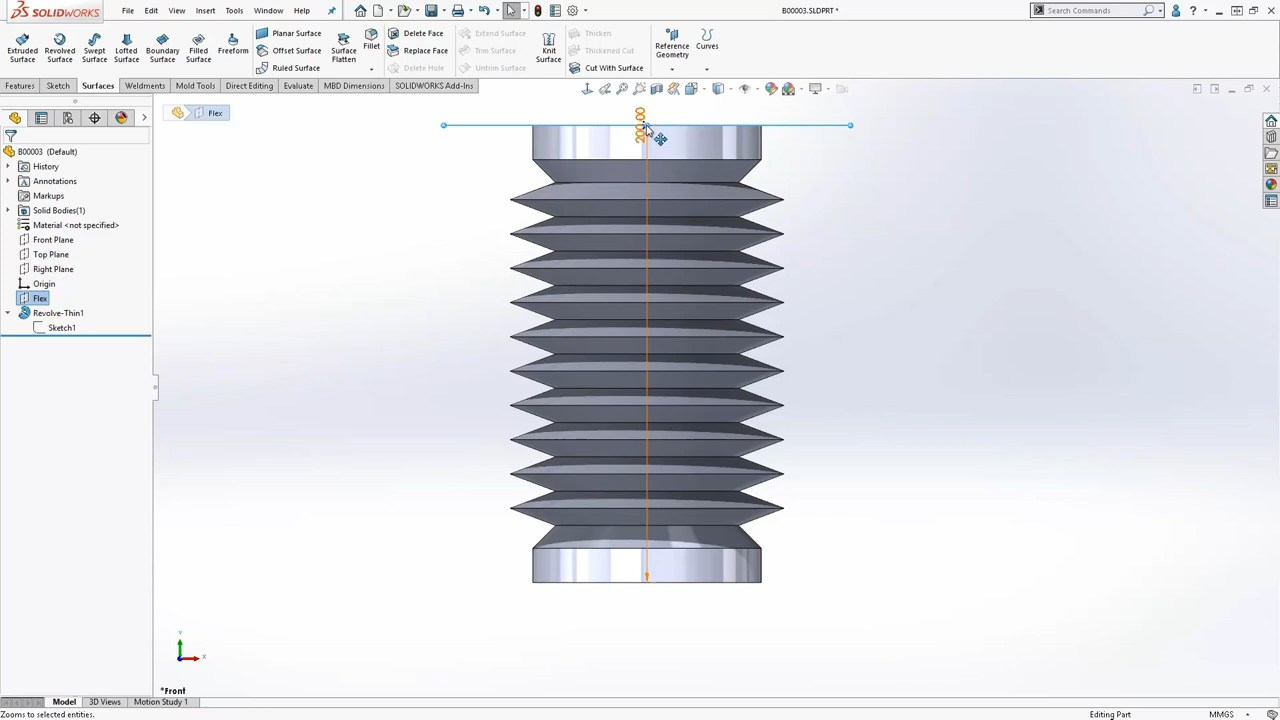 SOLIDWORKS
File Edit View Insert Tools Window Help
B00003.SLDPRT *
Search Commands
Extruded Surface
Revolved Surface
Swept Surface
Lofted Surface
Boundary Surface
Filled Surface
Freeform
Planar Surface
Offset Surface
Ruled Surface
Surface Flatten
Fillet
Delete Face
Replace Face
Delete Hole
Extend Surface
Trim Surface
Untrim Surface
Knit Surface
Thicken
Thickened Cut
Cut With Surface
Reference Geometry
Curves
Features Sketch Surfaces Weldments Mold Tools Direct Editing Evaluate MBD Dimensions SOLIDWORKS Add-Ins
Flex
B00003 (Default)
History
Annotations
Markups
Solid Bodies(1)
Material <not specified>
Front Plane
Top Plane
Right Plane
Origin
Flex
Revolve-Thin1
Sketch1
Y
X
*Front
Model 3D Views Motion Study 1
Zooms to selected entities.
Editing Part
MMGS